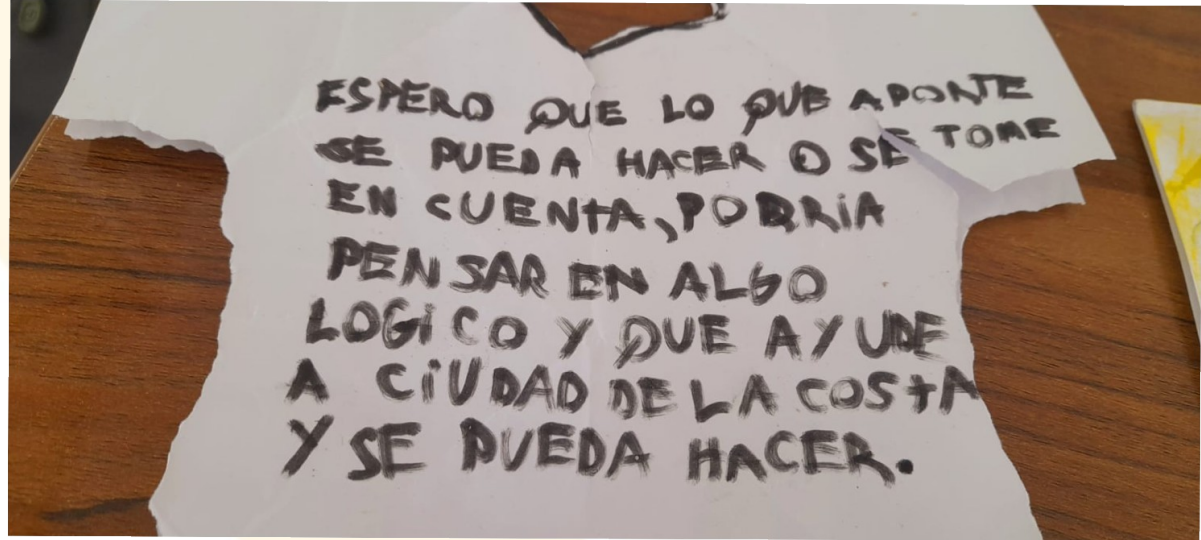 ESPERO QUE LO QUE APORTE
SE PUEDA HACER O SE TOME
EN CUENTA, PODRIA
PENSAR EN ALGO
LOGICO Y QUE AYUDE
A CIUDAD DE LA COSTA
Y SE PUEDA HACER.